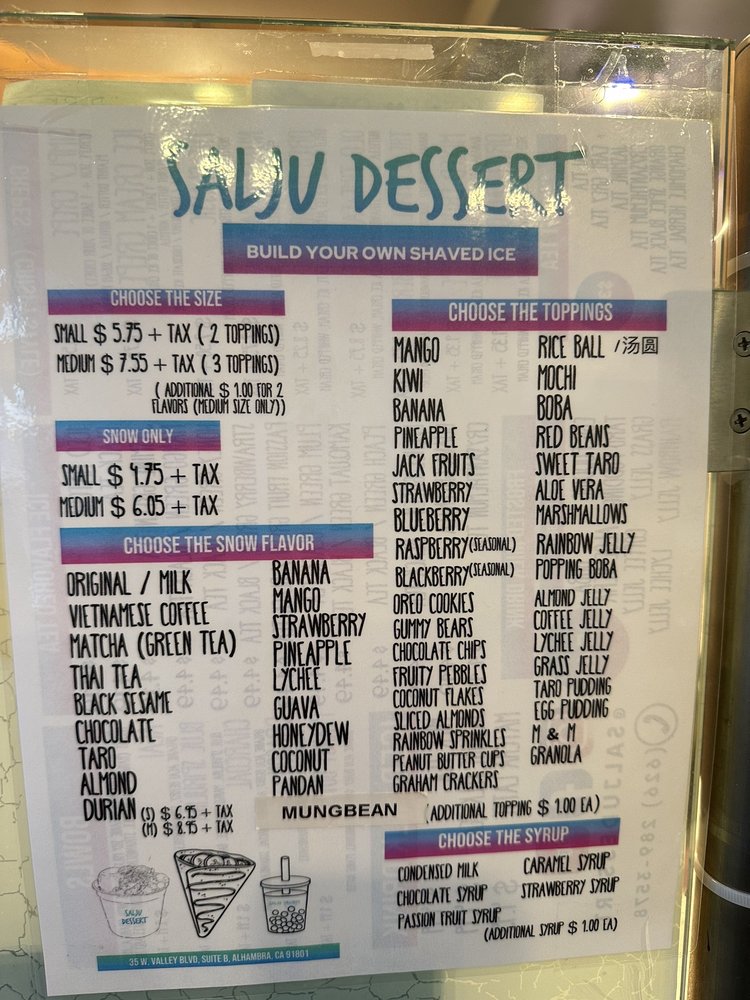 SALJU DESSERT
BUILD YOUR OWN SHAVED ICE
CHOOSE THE SIZE
SMALL $ 5.75 + TAX ( 2 TOPPINGS)
MEDIUM $ 7.55 + TAX ( 3 TOPPINGS)
( ADDITIONAL $ 1.00 FOR 2
FLAVORS (MEDIUM SIZE ONLY))
SNOW ONLY
SMALL $ 4.75 + TAX
MEDIUM $ 6.05 + TAX
CHOOSE THE SNOW FLAVOR
ORIGINAL / MILK
VIETNAMESE COFFEE
MATCHA (GREEN TEA)
THAI TEA
BLACK SESAME
CHOCOLATE
TARO
ALMOND
DURIAN (S) $ 6.95 + TAX
(M) $ 8.95 + TAX
BANANA
MANGO
STRAWBERRY
PINEAPPLE
LYCHEE
GUAVA
HONEYDEW
COCONUT
PANDAN
MUNGBEAN
CHOOSE THE TOPPINGS
MANGO
KIWI
BANANA
PINEAPPLE
JACK FRUITS
STRAWBERRY
BLUEBERRY
RASPBERRY (SEASONAL)
BLACKBERRY (SEASONAL)
OREO COOKIES
GUMMY BEARS
CHOCOLATE CHIPS
FRUITY PEBBLES
COCONUT FLAKES
SLICED ALMONDS
RAINBOW SPRINKLES
PEANUT BUTTER CUPS
GRAHAM CRACKERS
RICE BALL /汤圆
MOCHI
BOBA
RED BEANS
SWEET TARO
ALOE VERA
MARSHMALLOWS
RAINBOW JELLY
POPPING BOBA
ALMOND JELLY
COFFEE JELLY
LYCHEE JELLY
GRASS JELLY
TARO PUDDING
EGG PUDDING
M & M
GRANOLA
(ADDITIONAL TOPPING $ 1.00 EA)
CHOOSE THE SYRUP
CONDENSED MILK
CHOCOLATE SYRUP
PASSION FRUIT SYRUP
CARAMEL SYRUP
STRAWBERRY SYRUP
(ADDITIONAL SYRUP $ 1.00 EA)
SALJU
DESSERT
35 W. VALLEY BLVD, SUITE B, ALHAMBRA, CA 91801